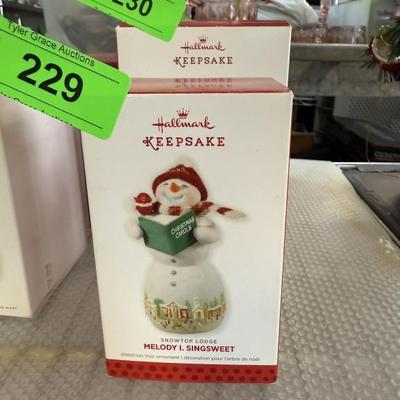 230
Tyler Grace Auctions
229
Hallmark
KEEPSAKE
Hallmark
KEEPSAKE
CHRISTMAS
CAROLS
SNOWTOP LODGE
MELODY I. SINGSWEET
christmas tree ornament | décoration pour l'arbre de noël